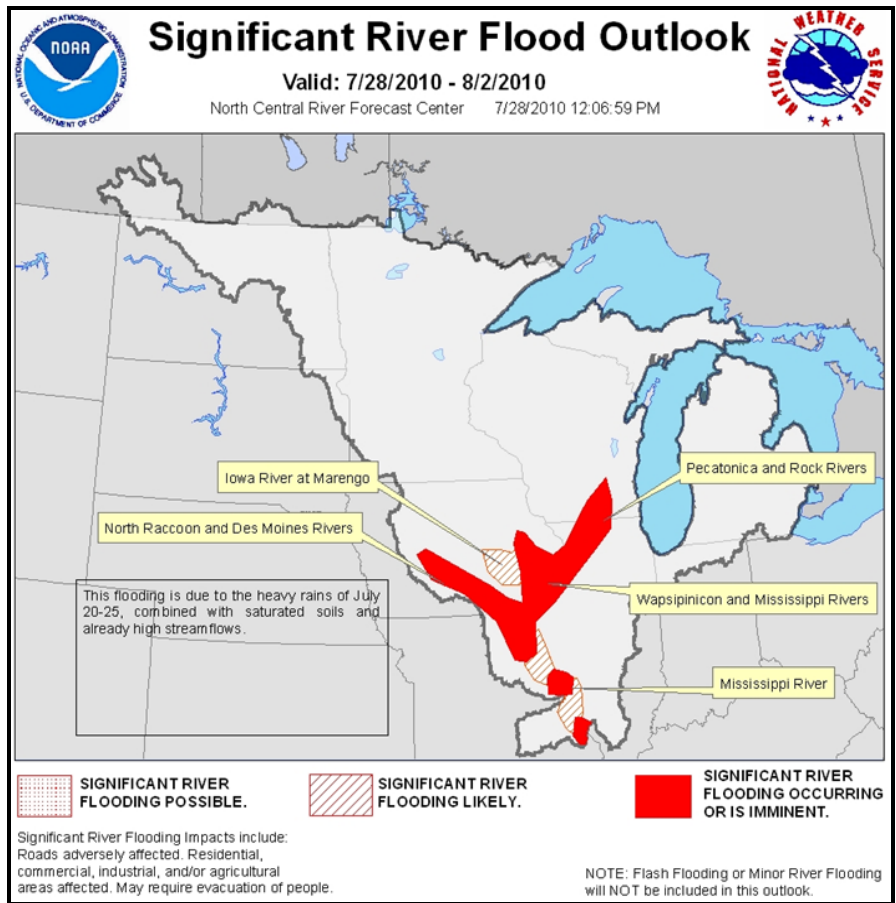 NATIONAL OCEANIC AND ATMOSPHERIC ADMINISTRATION
NOAA
U.S. DEPARTMENT OF COMMERCE
Significant River Flood Outlook
Valid: 7/28/2010 - 8/2/2010
North Central River Forecast Center 7/28/2010 12:06:59 PM
NATIONAL WEATHER SERVICE
Iowa River at Marengo
Pecatonica and Rock Rivers
North Raccoon and Des Moines Rivers
This flooding is due to the heavy rains of July
20-25, combined with saturated soils and
already high streamflows.
Wapsipinicon and Mississippi Rivers
Mississippi River
SIGNIFICANT RIVER
FLOODING POSSIBLE.
SIGNIFICANT RIVER
FLOODING LIKELY.
SIGNIFICANT RIVER
FLOODING OCCURRING
OR IS IMMINENT.
Significant River Flooding Impacts include:
Roads adversely affected. Residential,
commercial, industrial, and/or agricultural
areas affected. May require evacuation of people.
NOTE: Flash Flooding or Minor River Flooding
will NOT be included in this outlook.